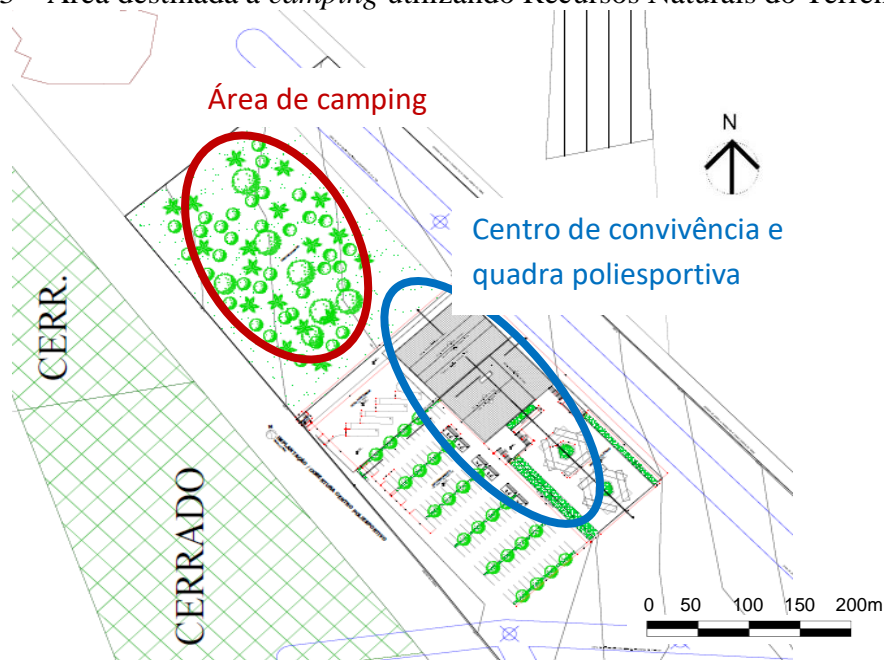 Área destinada a camping utilizando Recursos Naturais do
Área de camping
N
Centro de convivência e
quadra poliesportiva
CERR.
CERRADO
0 50 100 150 200m